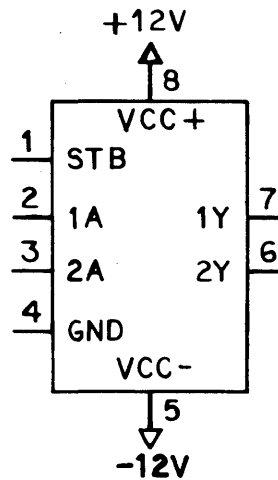 +12V
8
VCC+
1 STB
2 1A 1Y 7
3 2A 2Y 6
4 GND
VCC-
5
-12V